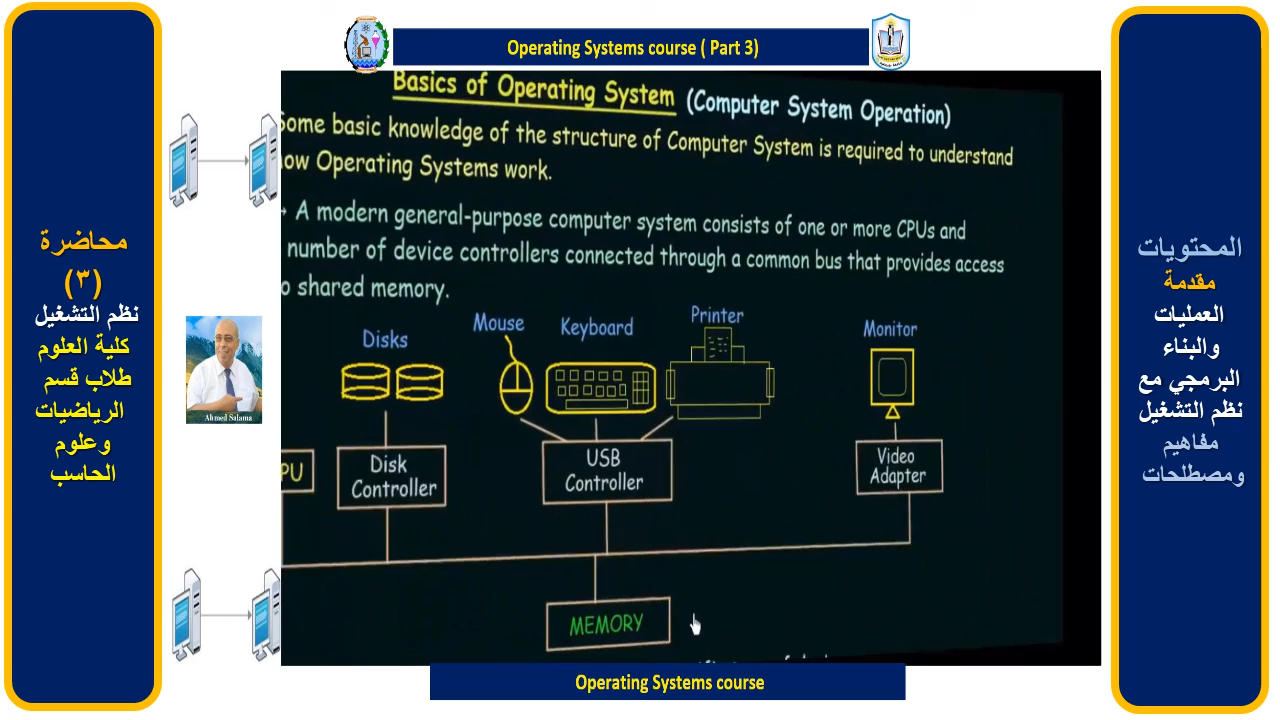 Operating Systems course ( Part 3)
Basics of Operating System (Computer System Operation)
Some basic knowledge of the structure of Computer System is required to understand
how Operating Systems work.
A modern general-purpose computer system consists of one or more CPUs and
number of device controllers connected through a common bus that provides access
to shared memory.
Disks
Mouse
Keyboard
Printer
Monitor
PU
Disk
Controller
USB
Controller
Video
Adapter
MEMORY
Operating Systems course
محاضرة
(٣)
نظم التشغيل
كلية العلوم
طلاب قسم
الرياضيات
وعلوم
الحاسب
Ahmed Salama
المحتويات
مقدمة
العمليات
والبناء
البرمجي مع
نظم التشغيل
مفاهيم
ومصطلحات